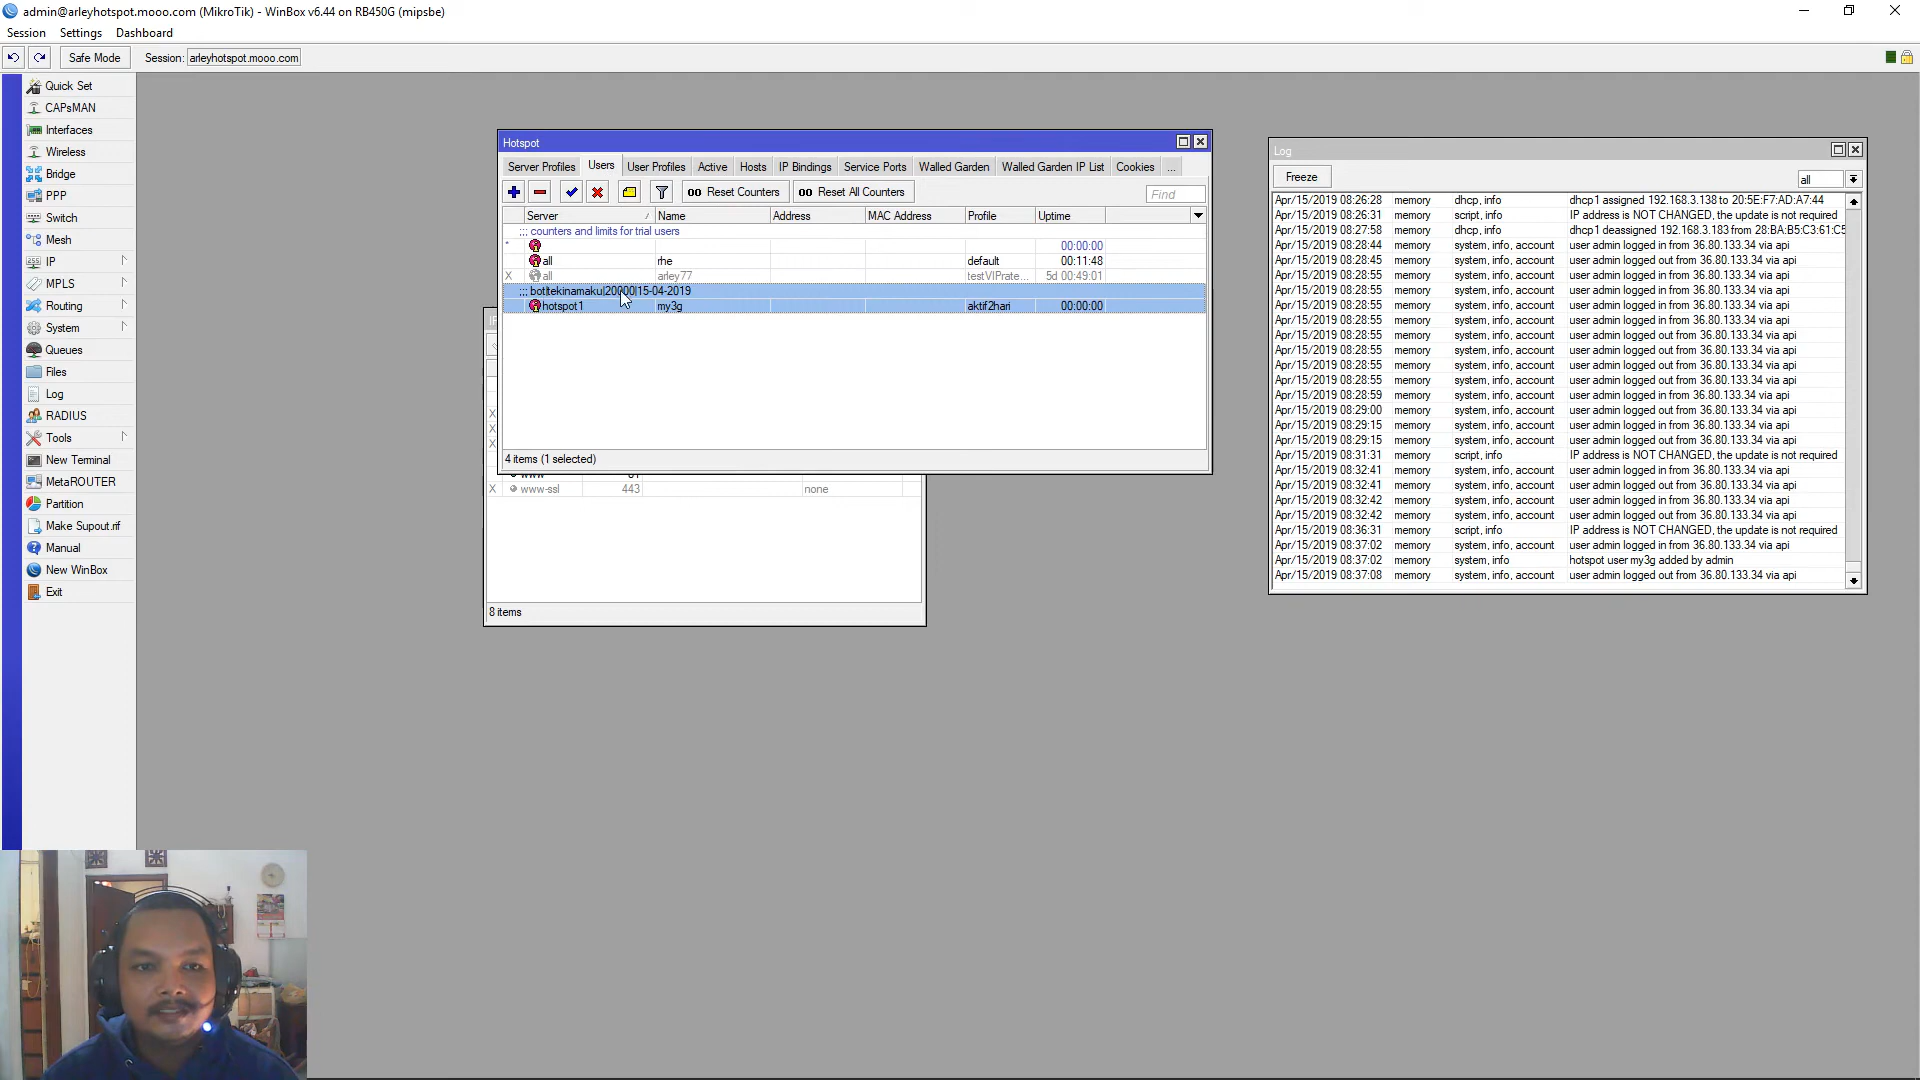 admin@arleyhotspot.mooo.com (MikroTik) - WinBox v6.44 on RB450G (mipsbe)
Session Settings Dashboard
Safe Mode Session: arleyhotspot.mooo.com
Quick Set
CAPsMAN
Interfaces
Wireless
Bridge
PPP
Switch
Mesh
IP
MPLS
Routing
System
Queues
Files
Log
RADIUS
Tools
New Terminal
MetaROUTER
Partition
Make Supout.rif
Manual
New WinBox
Exit
Hotspot
Server Profiles Users User Profiles Active Hosts IP Bindings Service Ports Walled Garden Walled Garden IP List Cookies ...
00 Reset Counters 00 Reset All Counters Find
Server Name Address MAC Address Profile Uptime
;;; counters and limits for trial users
* 00:00:00
all rhe default 00:11:48
X all arley77 testVIPrate... 5d 00:49:01
;;; bot|tekinamaku|20000|15-04-2019
hotspot1 my3g aktif2hari 00:00:00
4 items (1 selected)
X www-ssl 443 none
8 items
Log
Freeze all
Apr/15/2019 08:26:28 memory dhcp, info dhcp1 assigned 192.168.3.138 to 20:5E:F7:AD:A7:44
Apr/15/2019 08:26:31 memory script, info IP address is NOT CHANGED, the update is not required
Apr/15/2019 08:27:58 memory dhcp, info dhcp1 deassigned 192.168.3.183 from 28:BA:B5:C3:61:C5
Apr/15/2019 08:28:44 memory system, info, account user admin logged in from 36.80.133.34 via api
Apr/15/2019 08:28:45 memory system, info, account user admin logged in from 36.80.133.34 via api
Apr/15/2019 08:28:55 memory system, info, account user admin logged in from 36.80.133.34 via api
Apr/15/2019 08:28:55 memory system, info, account user admin logged in from 36.80.133.34 via api
Apr/15/2019 08:28:55 memory system, info, account user admin logged in from 36.80.133.34 via api
Apr/15/2019 08:28:55 memory system, info, account user admin logged out from 36.80.133.34 via api
Apr/15/2019 08:28:55 memory system, info, account user admin logged out from 36.80.133.34 via api
Apr/15/2019 08:28:55 memory system, info, account user admin logged out from 36.80.133.34 via api
Apr/15/2019 08:28:55 memory system, info, account user admin logged out from 36.80.133.34 via api
Apr/15/2019 08:28:55 memory system, info, account user admin logged out from 36.80.133.34 via api
Apr/15/2019 08:28:59 memory system, info, account user admin logged in from 36.80.133.34 via api
Apr/15/2019 08:29:00 memory system, info, account user admin logged out from 36.80.133.34 via api
Apr/15/2019 08:29:15 memory system, info, account user admin logged in from 36.80.133.34 via api
Apr/15/2019 08:29:15 memory system, info, account user admin logged out from 36.80.133.34 via api
Apr/15/2019 08:31:31 memory script, info IP address is NOT CHANGED, the update is not required
Apr/15/2019 08:32:41 memory system, info, account user admin logged in from 36.80.133.34 via api
Apr/15/2019 08:32:41 memory system, info, account user admin logged out from 36.80.133.34 via api
Apr/15/2019 08:32:42 memory system, info, account user admin logged in from 36.80.133.34 via api
Apr/15/2019 08:32:42 memory system, info, account user admin logged out from 36.80.133.34 via api
Apr/15/2019 08:36:31 memory script, info IP address is NOT CHANGED, the update is not required
Apr/15/2019 08:37:02 memory system, info, account user admin logged in from 36.80.133.34 via api
Apr/15/2019 08:37:02 memory system, info hotspot user my3g added by admin
Apr/15/2019 08:37:08 memory system, info, account user admin logged out from 36.80.133.34 via api